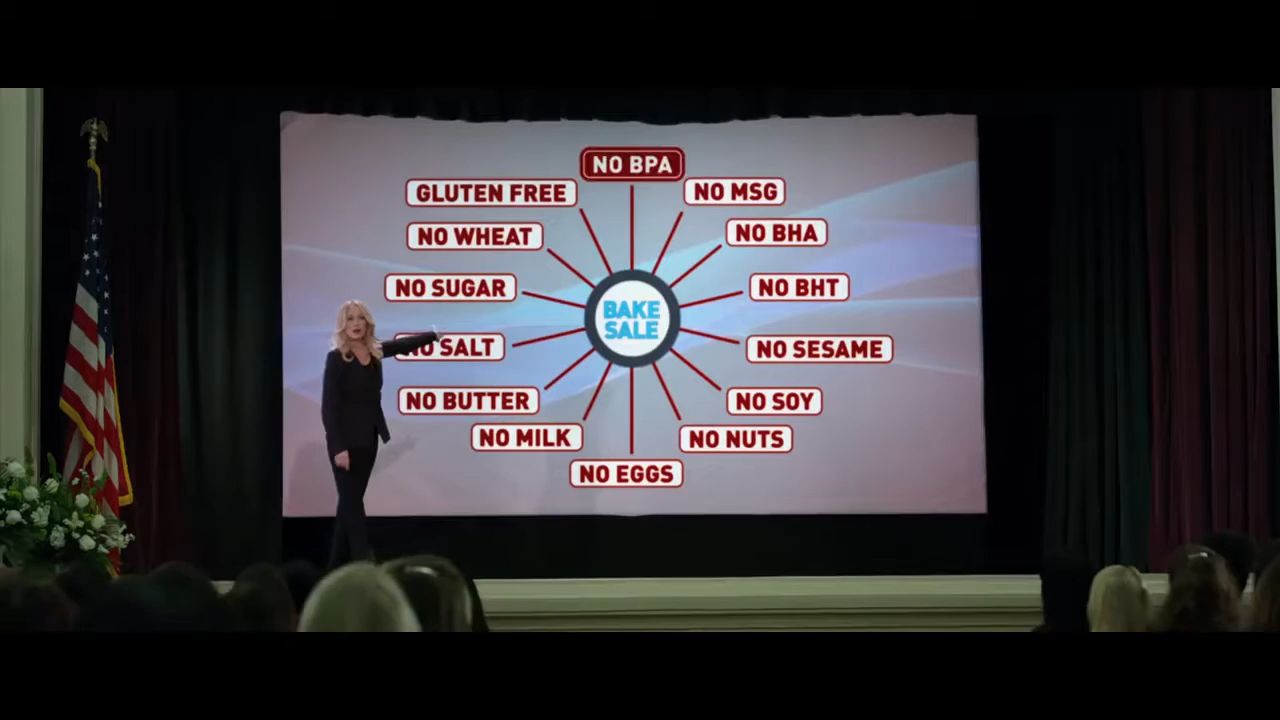 NO BPA
GLUTEN FREE
NO MSG
NO WHEAT
NO BHA
NO SUGAR
NO BHT
BAKE
SALE
NO SALT
NO SESAME
NO BUTTER
NO SOY
NO MILK
NO NUTS
NO EGGS